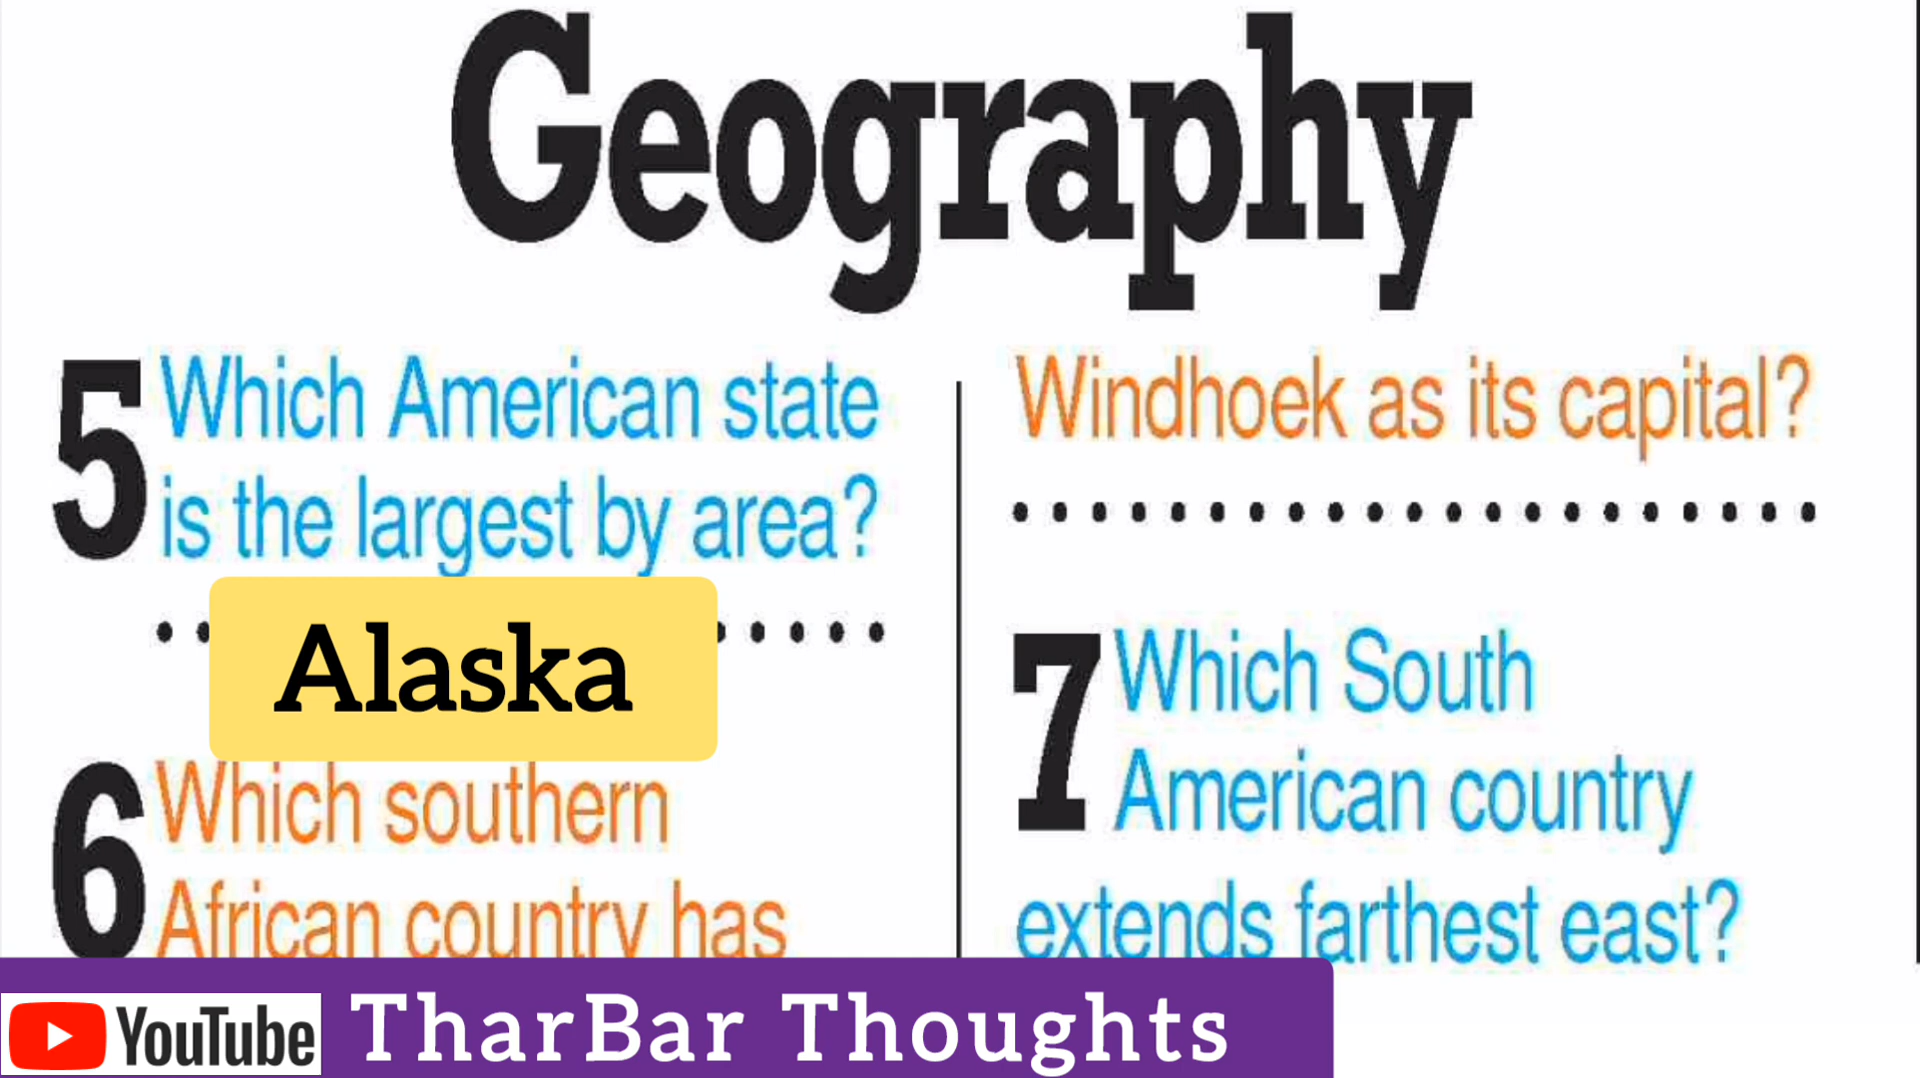 Geography
5 Which American state
is the largest by area?
Alaska
6 Which southern
African country has
Windhoek as its capital?
7 Which South
American country
extends farthest east?
YouTube TharBar Thoughts